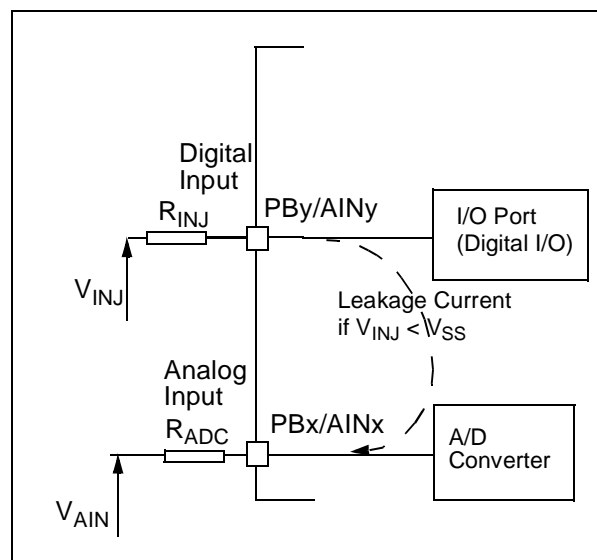 Digital
Input
R_INJ
PBy/AINy
I/O Port
(Digital I/O)
V_INJ
Leakage Current
if V_INJ < V_SS
Analog
Input
R_ADC
PBx/AINx
A/D
Converter
V_AIN